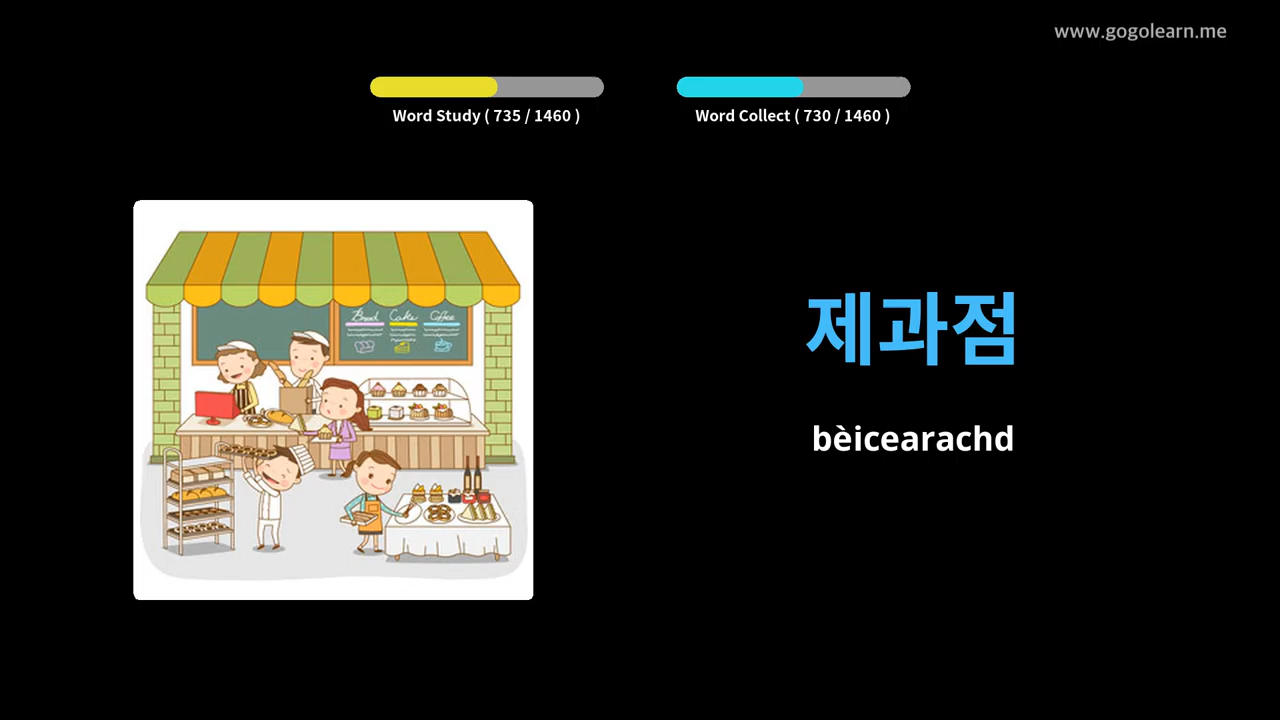 www.gogolearn.me
Word Study ( 735 / 1460 )
Word Collect ( 730 / 1460 )
Bread Cake Coffee
제과점
bèicearachd